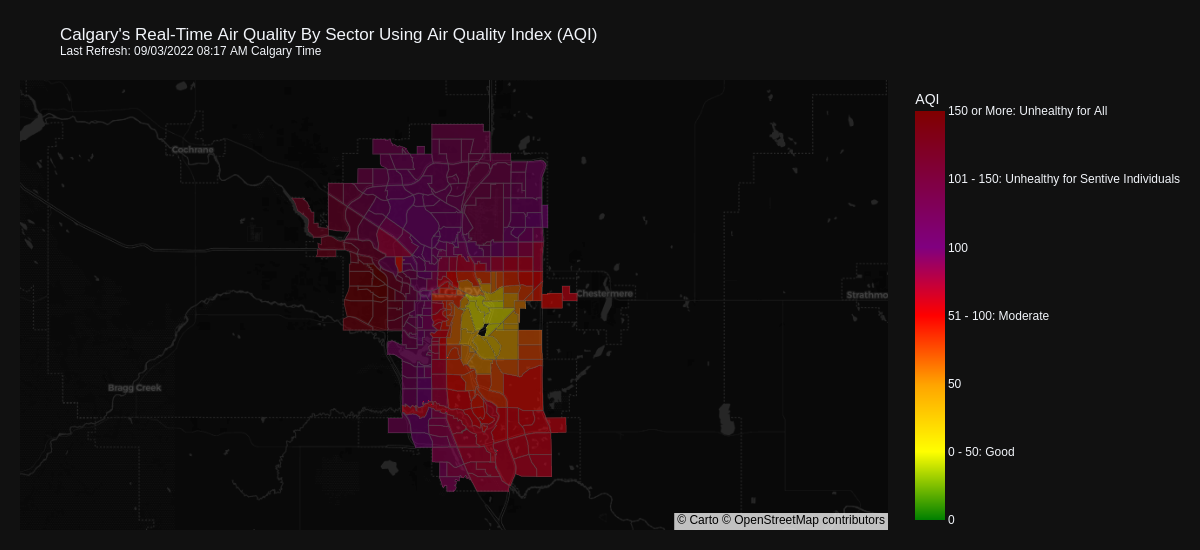 Calgary's Real-Time Air Quality By Sector Using Air Quality Index (AQI)
Last Refresh: 09/03/2022 08:17 AM Calgary Time
AQI
150 or More: Unhealthy for All
Cochrane
101 - 150: Unhealthy for Sentive Individuals
100
CALGARY
Chestermere
Strathmo
51 - 100: Moderate
50
Bragg Creek
0 - 50: Good
0
© Carto © OpenStreetMap contributors